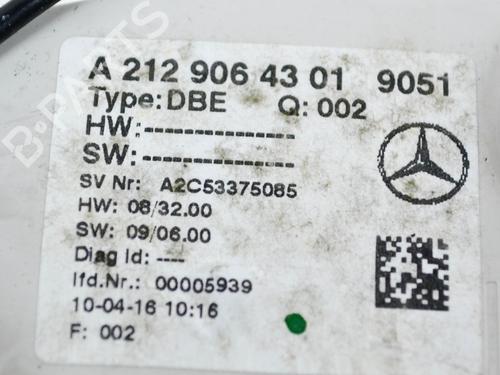 A 212 906 43 01 9051
Type: DBE Q: 002
HW: --------------
SW: --------------
SV Nr: A2C53375085
HW: 08/32.00
SW: 09/06.00
Diag Id: ----
lfd.Nr.: 00005939
10-04-16 10:16
F: 002
B-PARTS